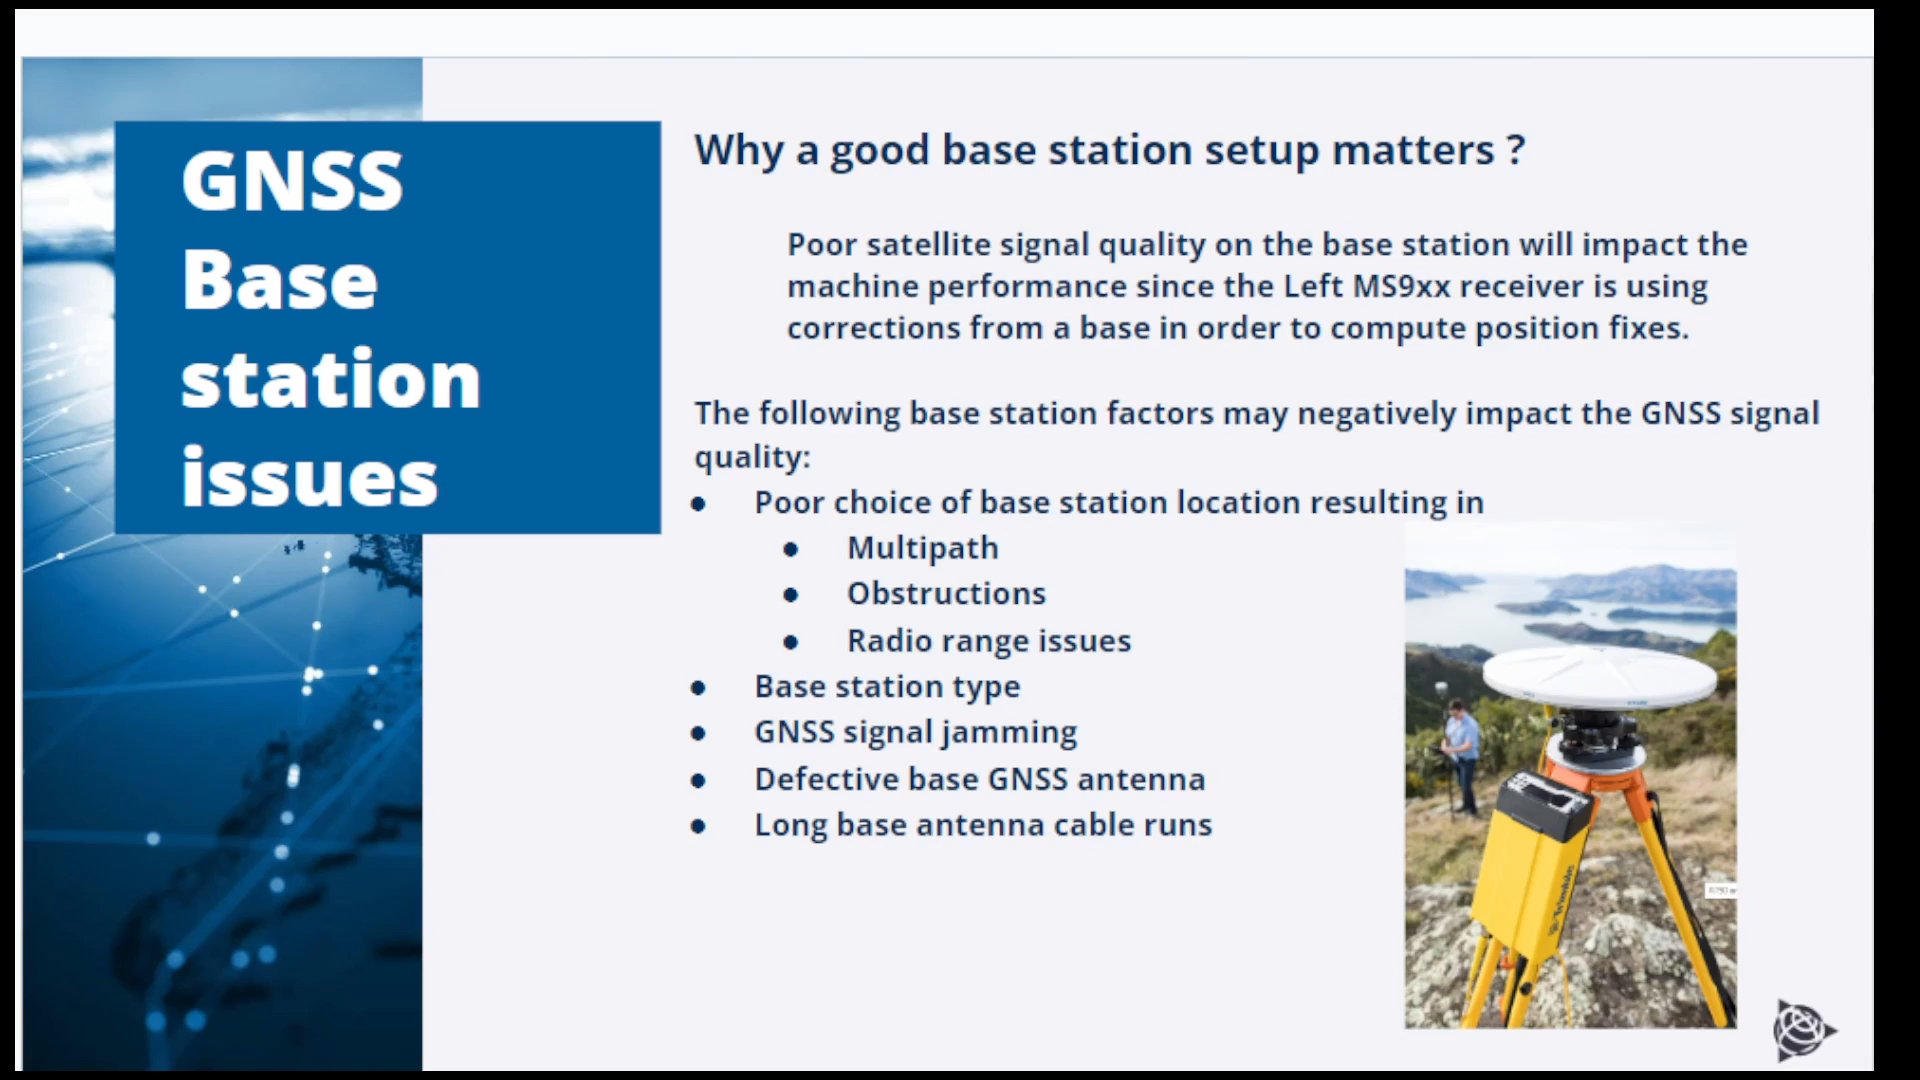 GNSS
Base
station
issues
Why a good base station setup matters ?
Poor satellite signal quality on the base station will impact the
machine performance since the Left MS9xx receiver is using
corrections from a base in order to compute position fixes.
The following base station factors may negatively impact the GNSS signal
quality:
● Poor choice of base station location resulting in
● Multipath
● Obstructions
● Radio range issues
● Base station type
● GNSS signal jamming
● Defective base GNSS antenna
● Long base antenna cable runs
Trimble